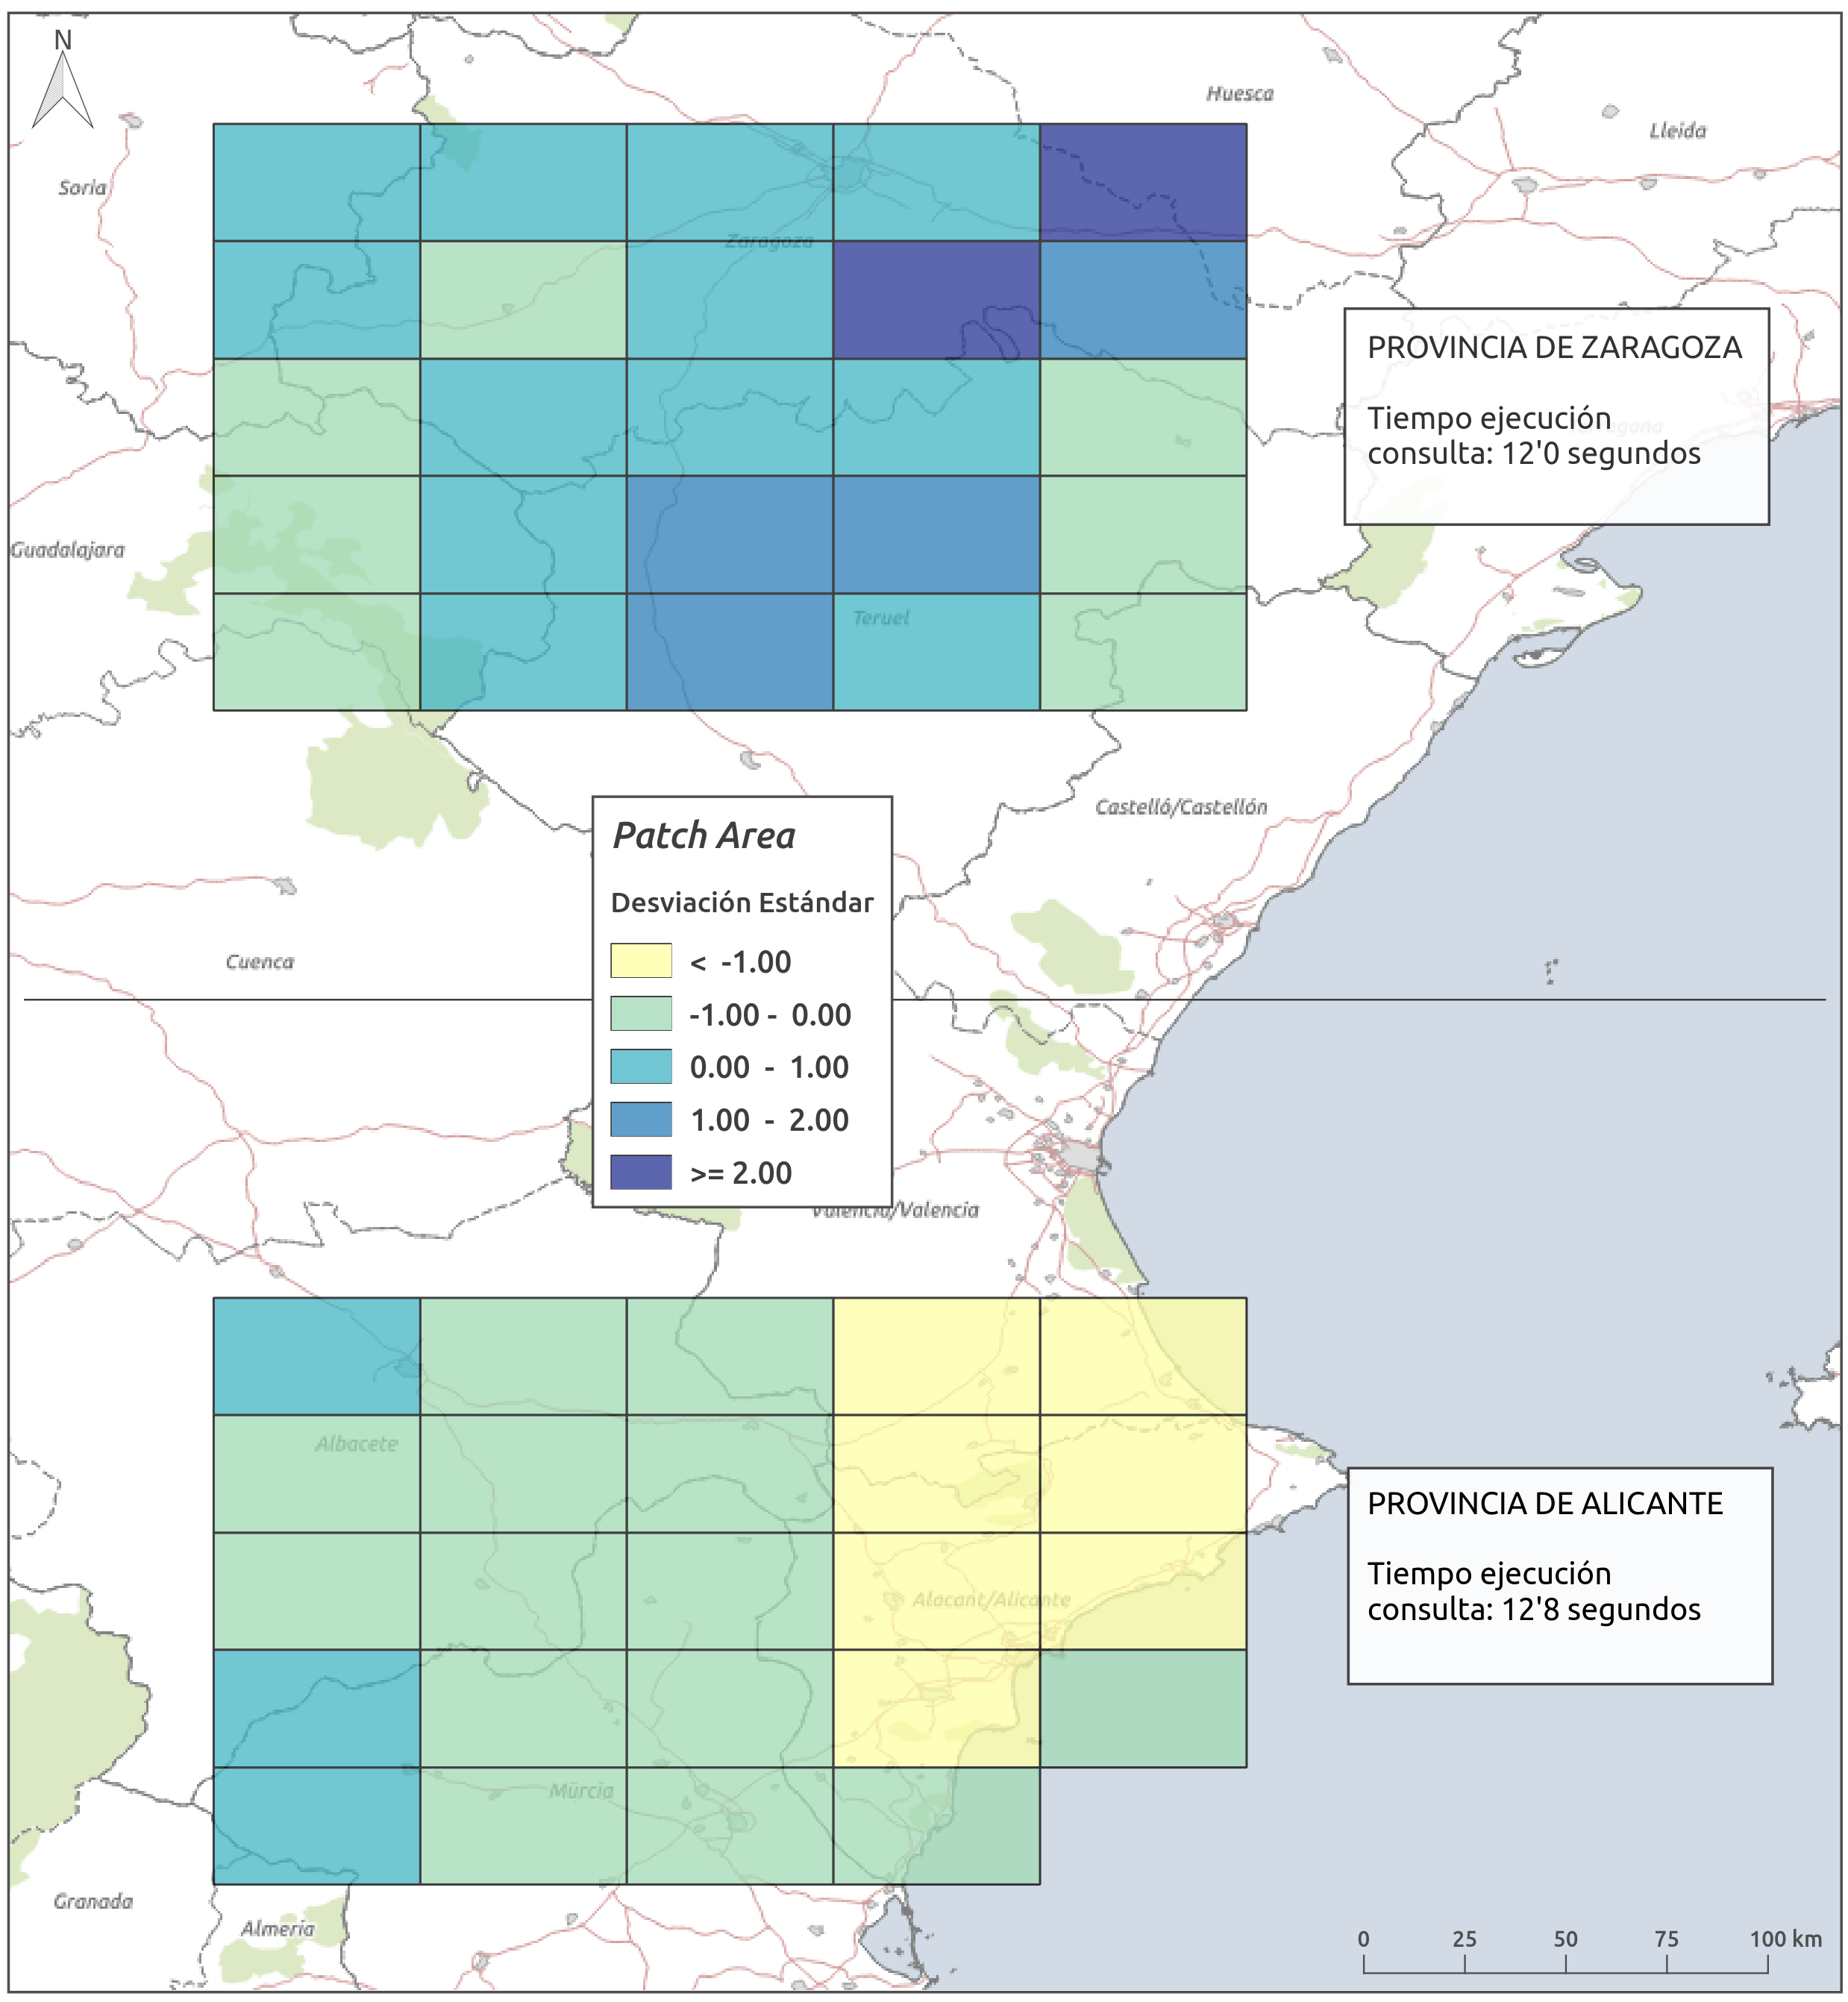 N
Huesca
Lleida
Soria
Zaragoza
PROVINCIA DE ZARAGOZA
Tiempo ejecución
consulta: 12'0 segundos
Guadalajara
Teruel
Castelló/Castellón
Patch Area
Desviación Estándar
< -1.00
-1.00 - 0.00
0.00 - 1.00
1.00 - 2.00
>= 2.00
Cuenca
València/Valencia
Albacete
PROVINCIA DE ALICANTE
Tiempo ejecución
consulta: 12'8 segundos
Alacant/Alicante
Murcia
Granada
Almería
0 25 50 75 100 km